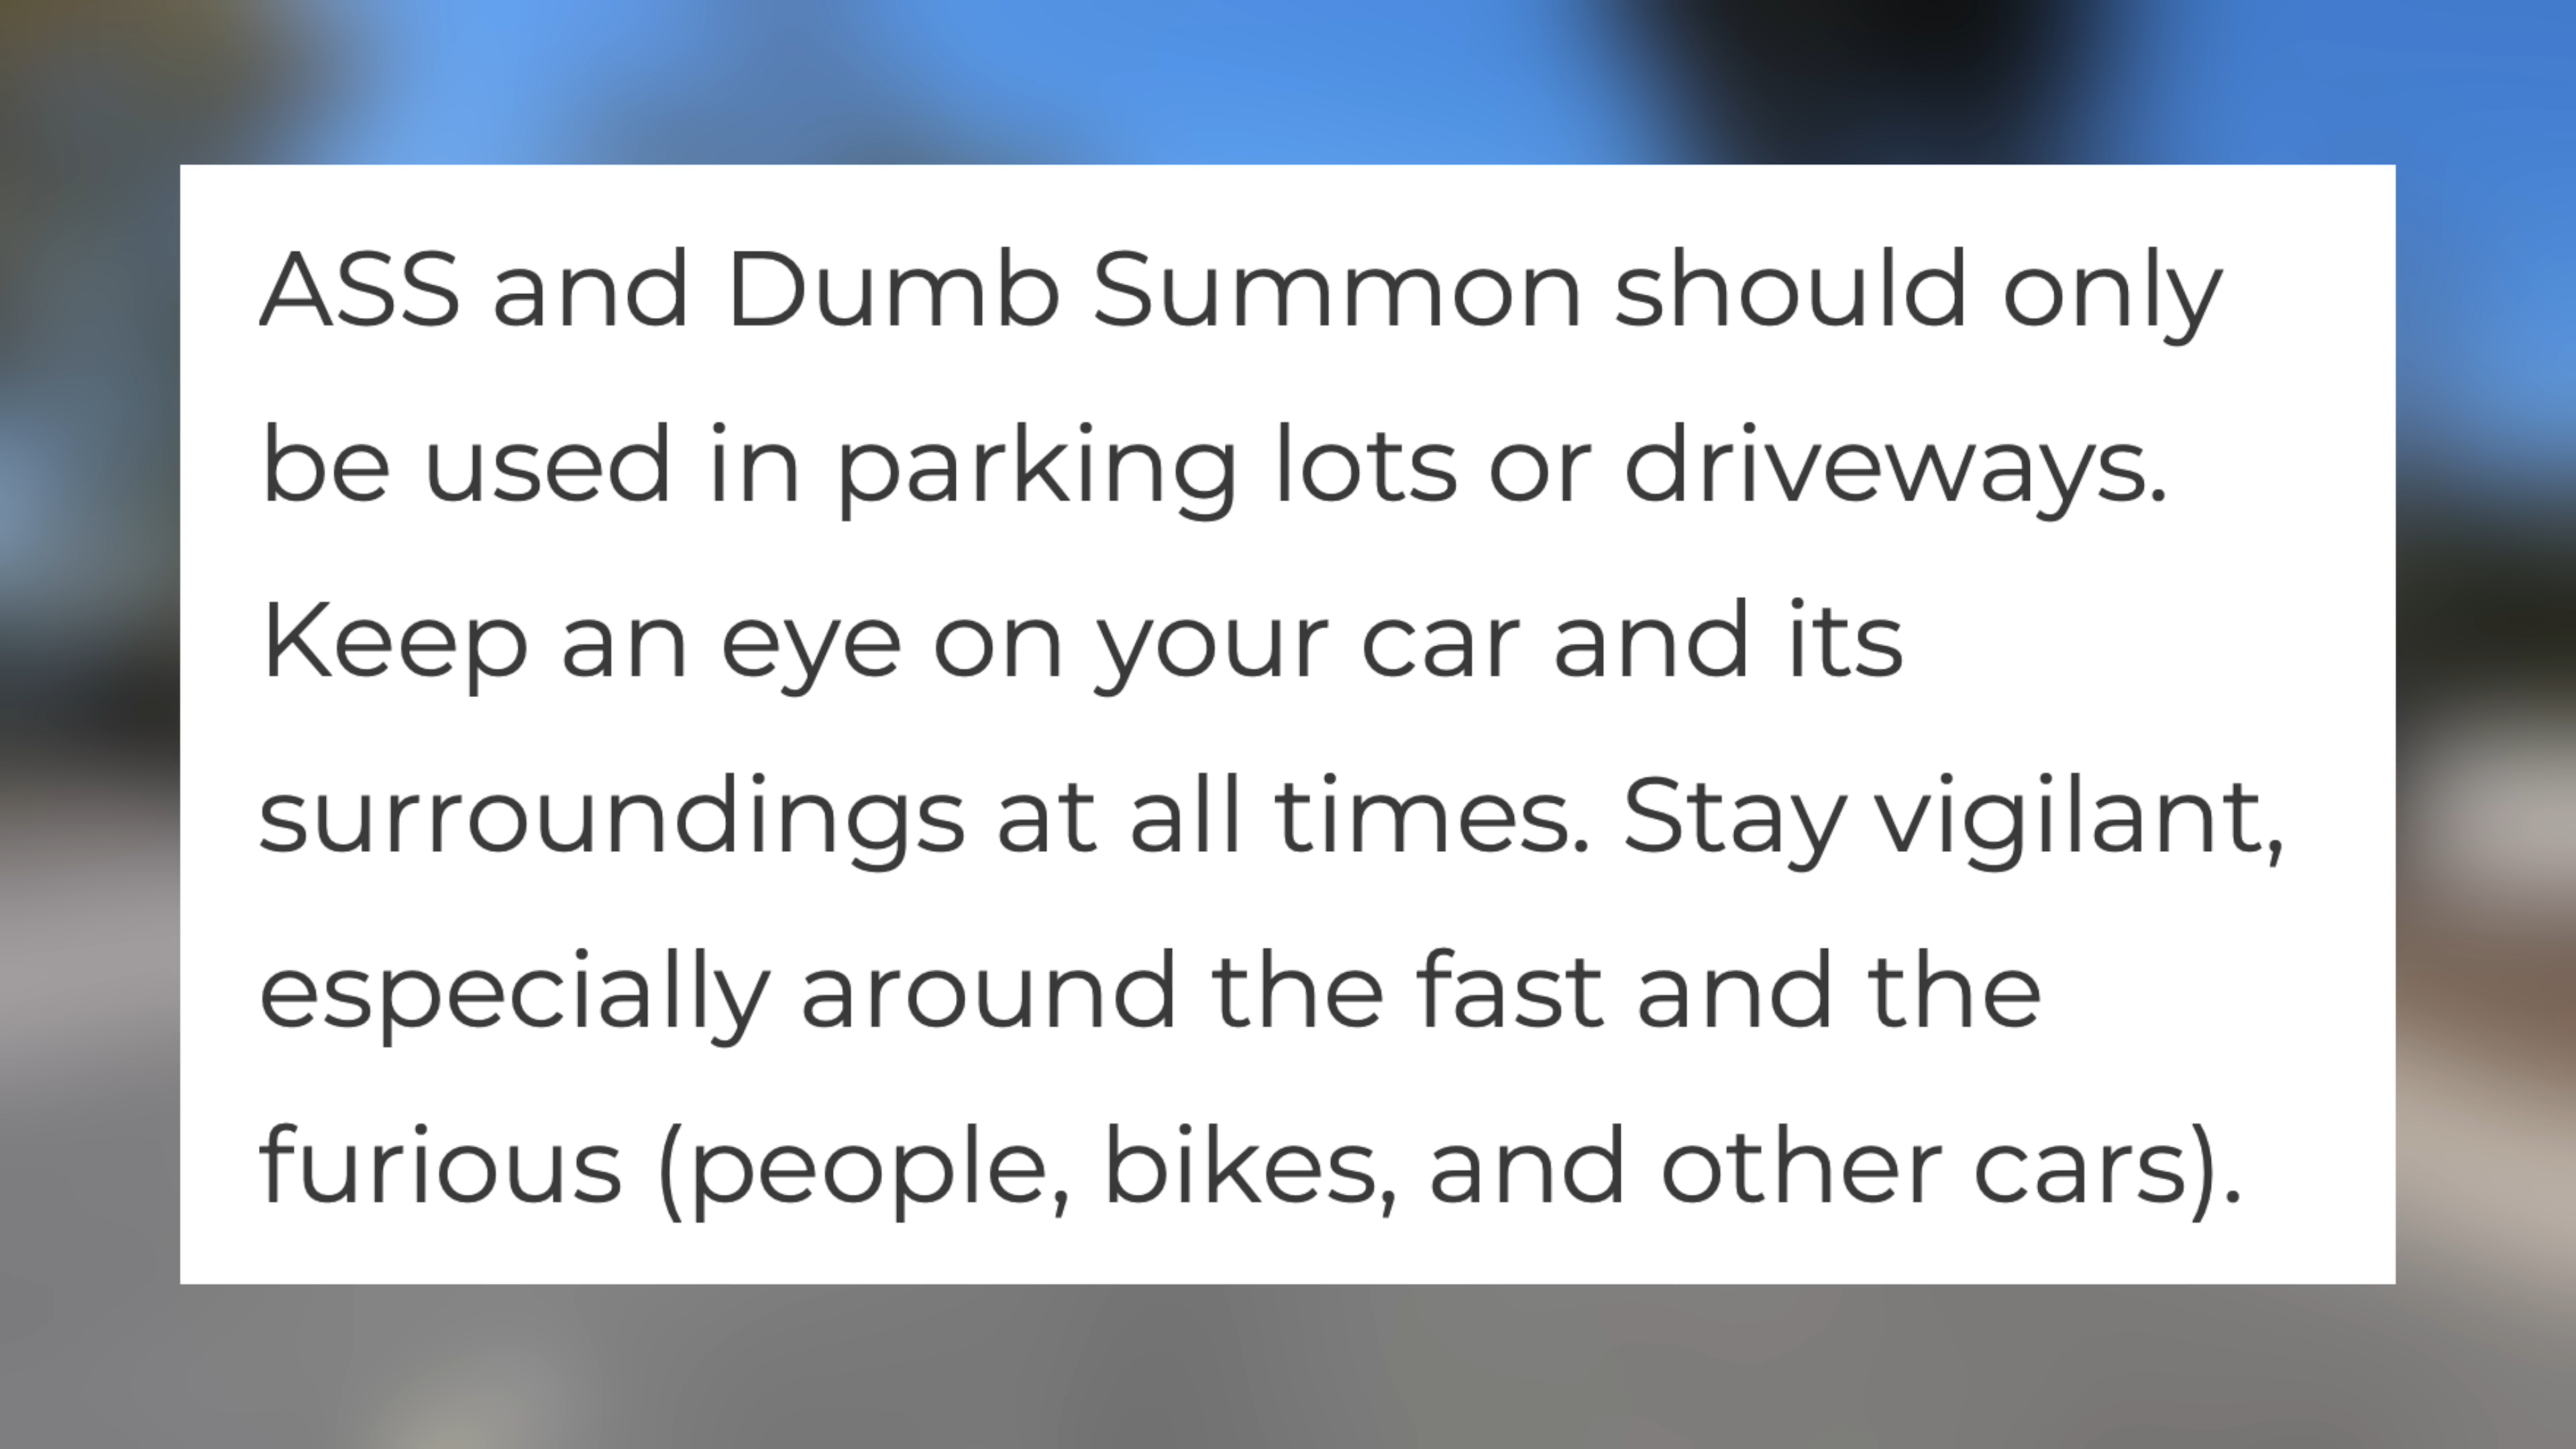 ASS and Dumb Summon should only
be used in parking lots or driveways.
Keep an eye on your car and its
surroundings at all times. Stay vigilant,
especially around the fast and the
furious (people, bikes, and other cars).